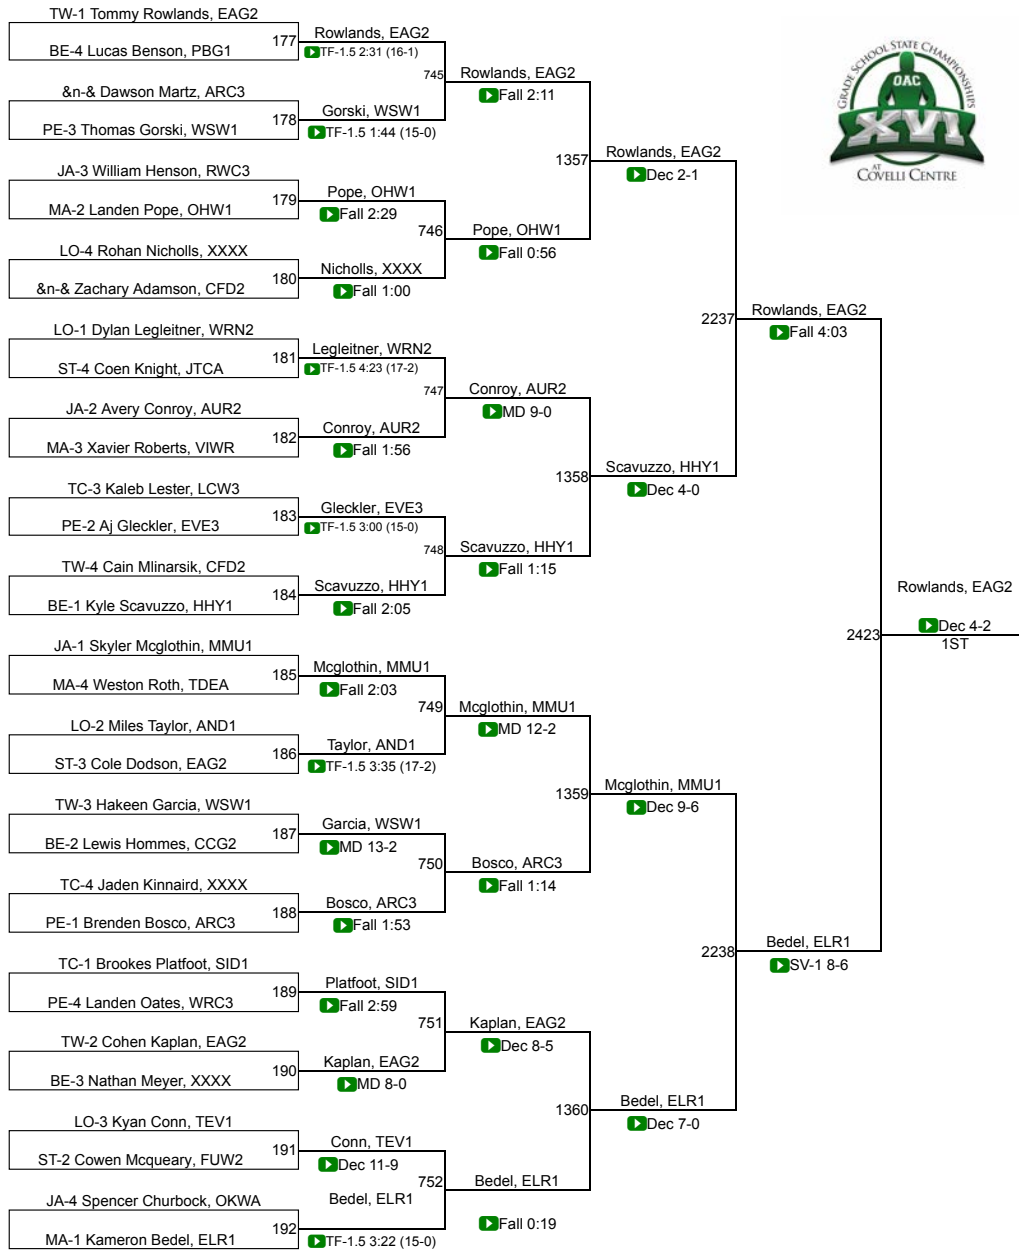 TW-1 Tommy Rowlands, EAG2
177
BE-4 Lucas Benson, PBG1
Rowlands, EAG2
TF-1.5 2:31 (16-1)
745
&n-& Dawson Martz, ARC3
178
PE-3 Thomas Gorski, WSW1
Gorski, WSW1
TF-1.5 1:44 (15-0)
Rowlands, EAG2
Fall 2:11
1357
JA-3 William Henson, RWC3
179
MA-2 Landen Pope, OHW1
Pope, OHW1
Fall 2:29
746
LO-4 Rohan Nicholls, XXXX
180
&n-& Zachary Adamson, CFD2
Nicholls, XXXX
Fall 1:00
Pope, OHW1
Fall 0:56
Rowlands, EAG2
Dec 2-1
2237
LO-1 Dylan Legleitner, WRN2
181
ST-4 Coen Knight, JTCA
Legleitner, WRN2
TF-1.5 4:23 (17-2)
747
JA-2 Avery Conroy, AUR2
182
MA-3 Xavier Roberts, VIWR
Conroy, AUR2
Fall 1:56
Conroy, AUR2
MD 9-0
1358
TC-3 Kaleb Lester, LCW3
183
PE-2 Aj Gleckler, EVE3
Gleckler, EVE3
TF-1.5 3:00 (15-0)
748
TW-4 Cain Mlinarsik, CFD2
184
BE-1 Kyle Scavuzzo, HHY1
Scavuzzo, HHY1
Fall 2:05
Scavuzzo, HHY1
Fall 1:15
Scavuzzo, HHY1
Dec 4-0
Rowlands, EAG2
Fall 4:03
2423
JA-1 Skyler Mcglothin, MMU1
185
MA-4 Weston Roth, TDEA
Mcglothin, MMU1
Fall 2:03
749
LO-2 Miles Taylor, AND1
186
ST-3 Cole Dodson, EAG2
Taylor, AND1
TF-1.5 3:35 (17-2)
Mcglothin, MMU1
MD 12-2
1359
TW-3 Hakeen Garcia, WSW1
187
BE-2 Lewis Hommes, CCG2
Garcia, WSW1
MD 13-2
750
TC-4 Jaden Kinnaird, XXXX
188
PE-1 Brenden Bosco, ARC3
Bosco, ARC3
Fall 1:53
Bosco, ARC3
Fall 1:14
Mcglothin, MMU1
Dec 9-6
2238
TC-1 Brookes Platfoot, SID1
189
PE-4 Landen Oates, WRC3
Platfoot, SID1
Fall 2:59
751
TW-2 Cohen Kaplan, EAG2
190
BE-3 Nathan Meyer, XXXX
Kaplan, EAG2
MD 8-0
Kaplan, EAG2
Dec 8-5
1360
LO-3 Kyan Conn, TEV1
191
ST-2 Cowen Mcqueary, FUW2
Conn, TEV1
Dec 11-9
752
JA-4 Spencer Churbock, OKWA
192
MA-1 Kameron Bedel, ELR1
Bedel, ELR1
TF-1.5 3:22 (15-0)
Bedel, ELR1
Fall 0:19
Bedel, ELR1
Dec 7-0
Bedel, ELR1
SV-1 8-6
Rowlands, EAG2
Dec 4-2
1ST
GRADE SCHOOL STATE CHAMPIONSHIPS
OAC
XVI
AT
COVELLI CENTRE